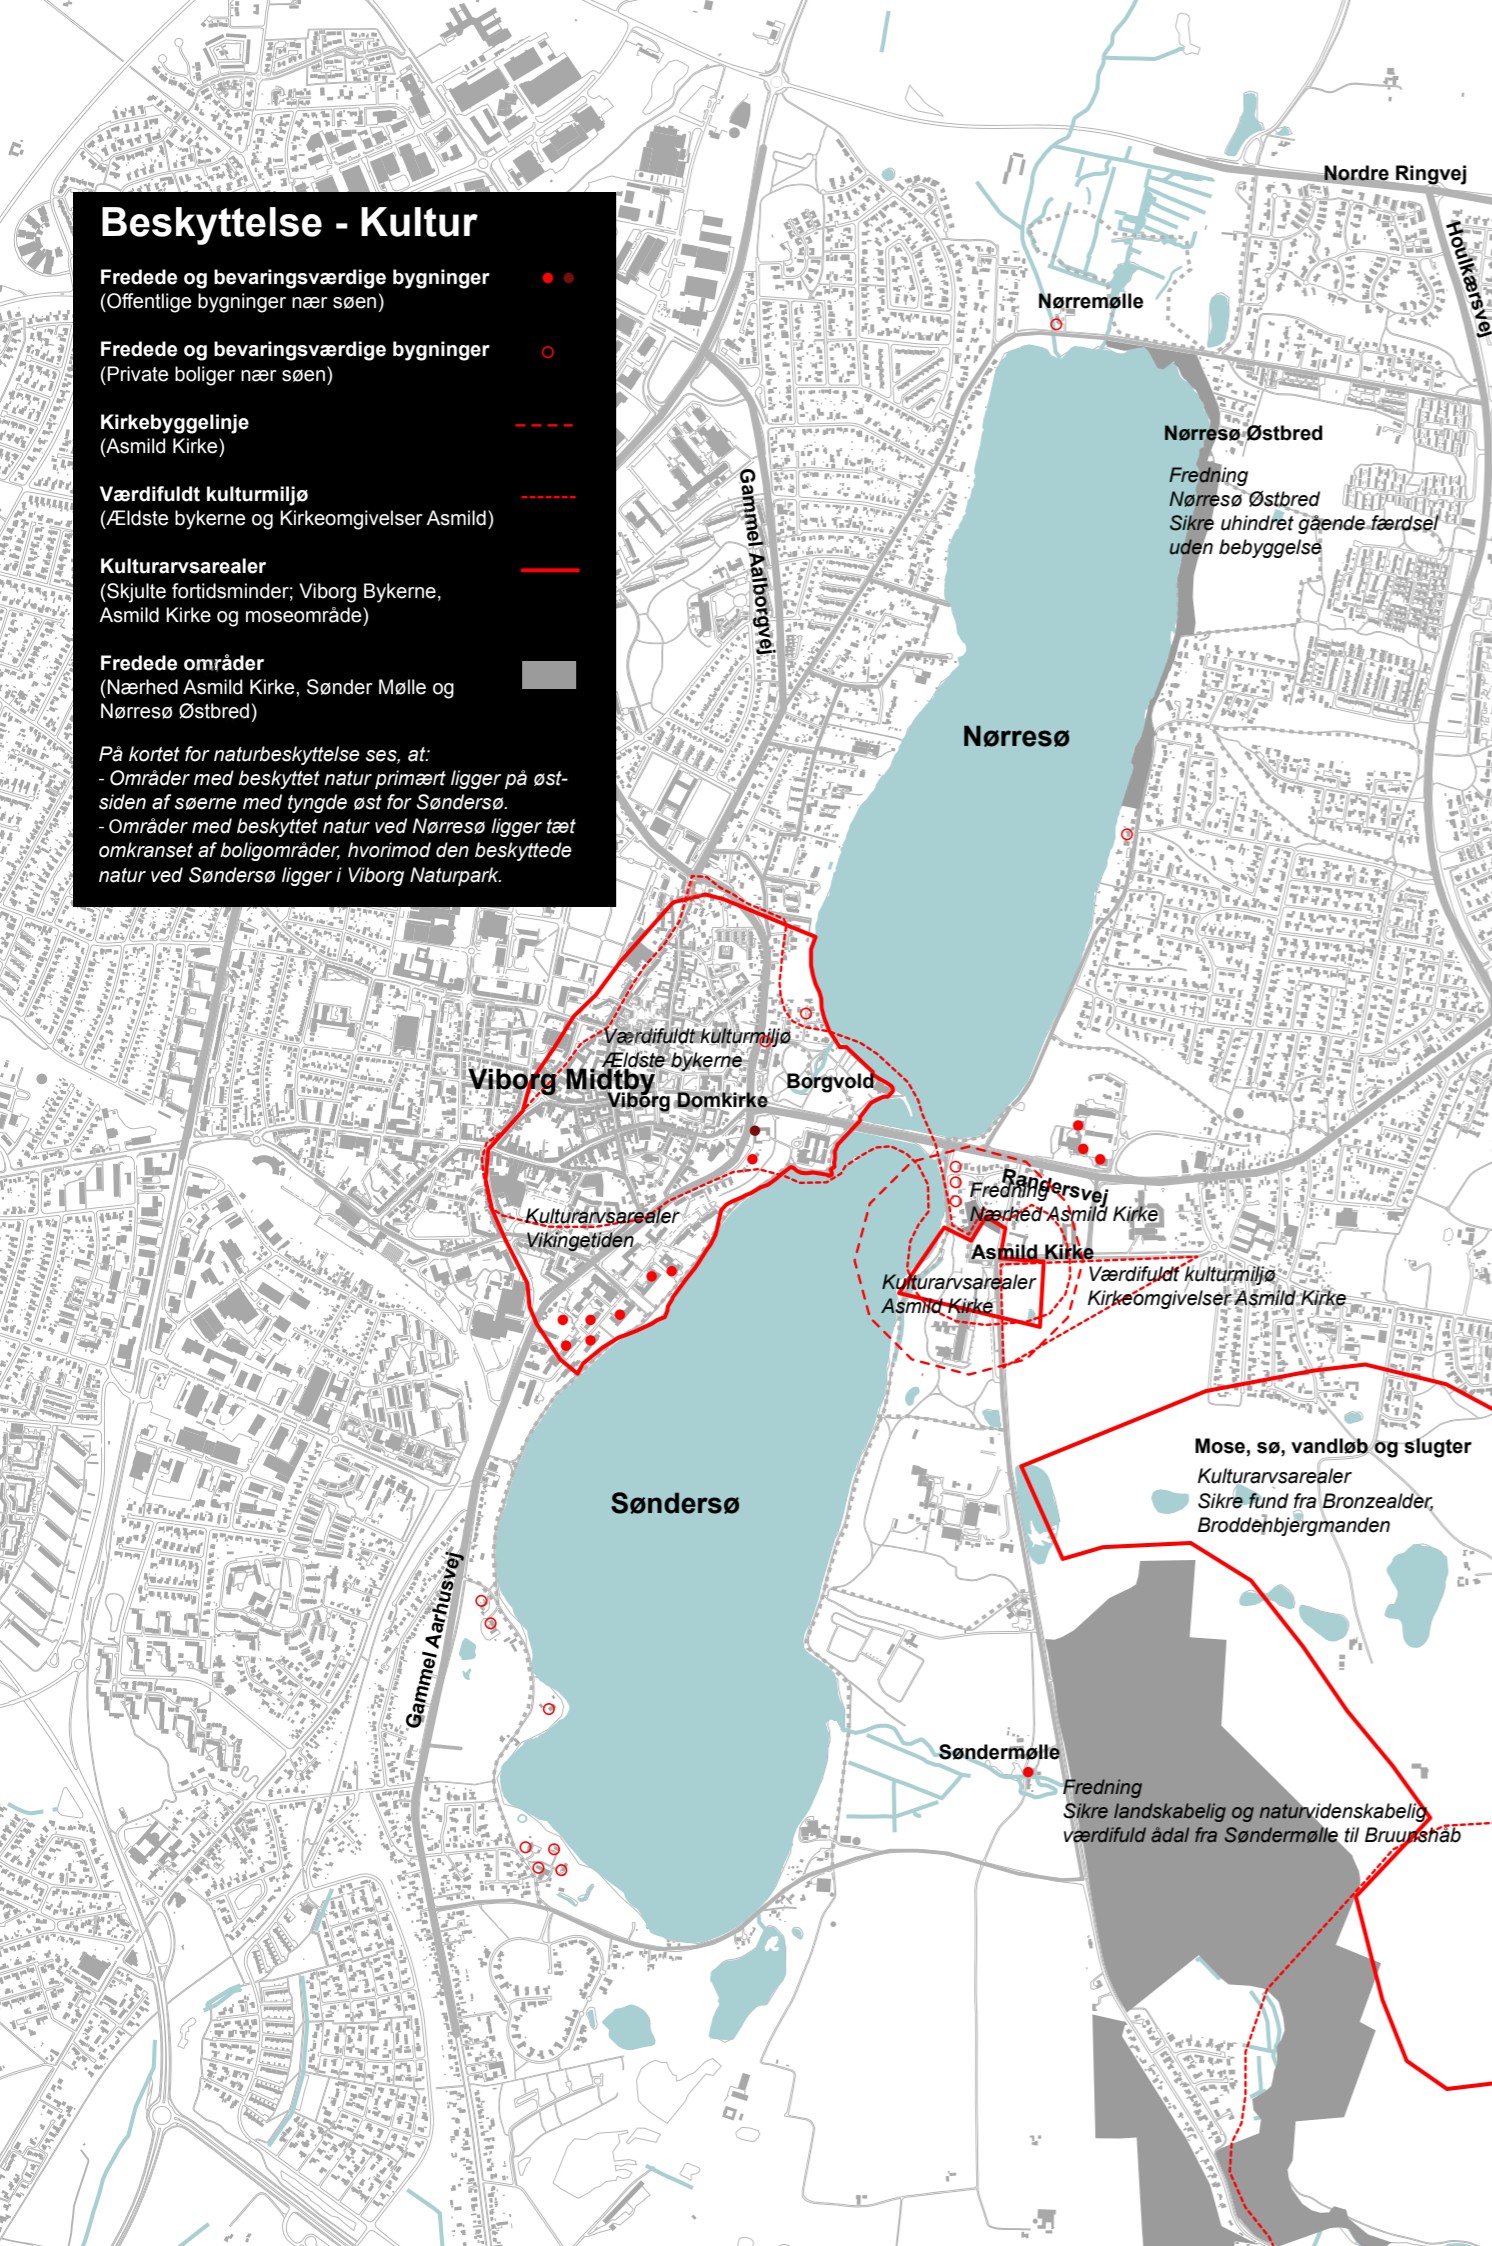 Beskyttelse - Kultur
Fredede og bevaringsværdige bygninger
(Offentlige bygninger nær søen)
Fredede og bevaringsværdige bygninger
(Private boliger nær søen)
Kirkebyggelinje
(Asmild Kirke)
Værdifuldt kulturmiljø
(Ældste bykerne og Kirkeomgivelser Asmild)
Kulturarvsarealer
(Skjulte fortidsminder; Viborg Bykerne,
Asmild Kirke og moseområde)
Fredede områder
(Nærhed Asmild Kirke, Sønder Mølle og
Nørresø Østbred)
På kortet for naturbeskyttelse ses, at:
- Områder med beskyttet natur primært ligger på øst-
siden af søerne med tyngde øst for Søndersø.
- Områder med beskyttet natur ved Nørresø ligger tæt
omkranset af boligområder, hvorimod den beskyttede
natur ved Søndersø ligger i Viborg Naturpark.
Nordre Ringvej
Houlkærsvej
Nørremølle
Nørresø Østbred
Fredning
Nørresø Østbred
Sikre uhindret gående færdsel
uden bebyggelse
Gammel Aalborgvej
Nørresø
Værdifuldt kulturmiljø
Ældste bykerne
Viborg Midtby
Borgvold
Viborg Domkirke
Randersvej
Fredning
Nærhed Asmild Kirke
Kulturarvsarealer
Vikingetiden
Asmild Kirke
Kulturarvsarealer
Asmild Kirke
Værdifuldt kulturmiljø
Kirkeomgivelser Asmild Kirke
Mose, sø, vandløb og slugter
Kulturarvsarealer
Sikre fund fra Bronzealder,
Broddenbjergmanden
Søndersø
Gammel Aarhusvej
Søndermølle
Fredning
Sikre landskabelig og naturvidenskabelig
værdifuld ådal fra Søndermølle til Bruunshåb